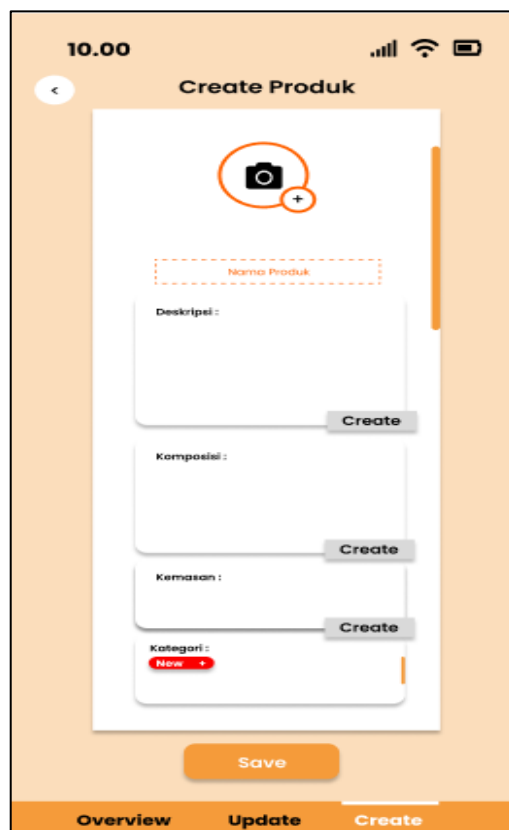 10.00
<
Create Produk
+
Nama Produk
Deskripsi :
Create
Komposisi :
Create
Kemasan :
Create
Kategori :
New +
Save
Overview Update Create